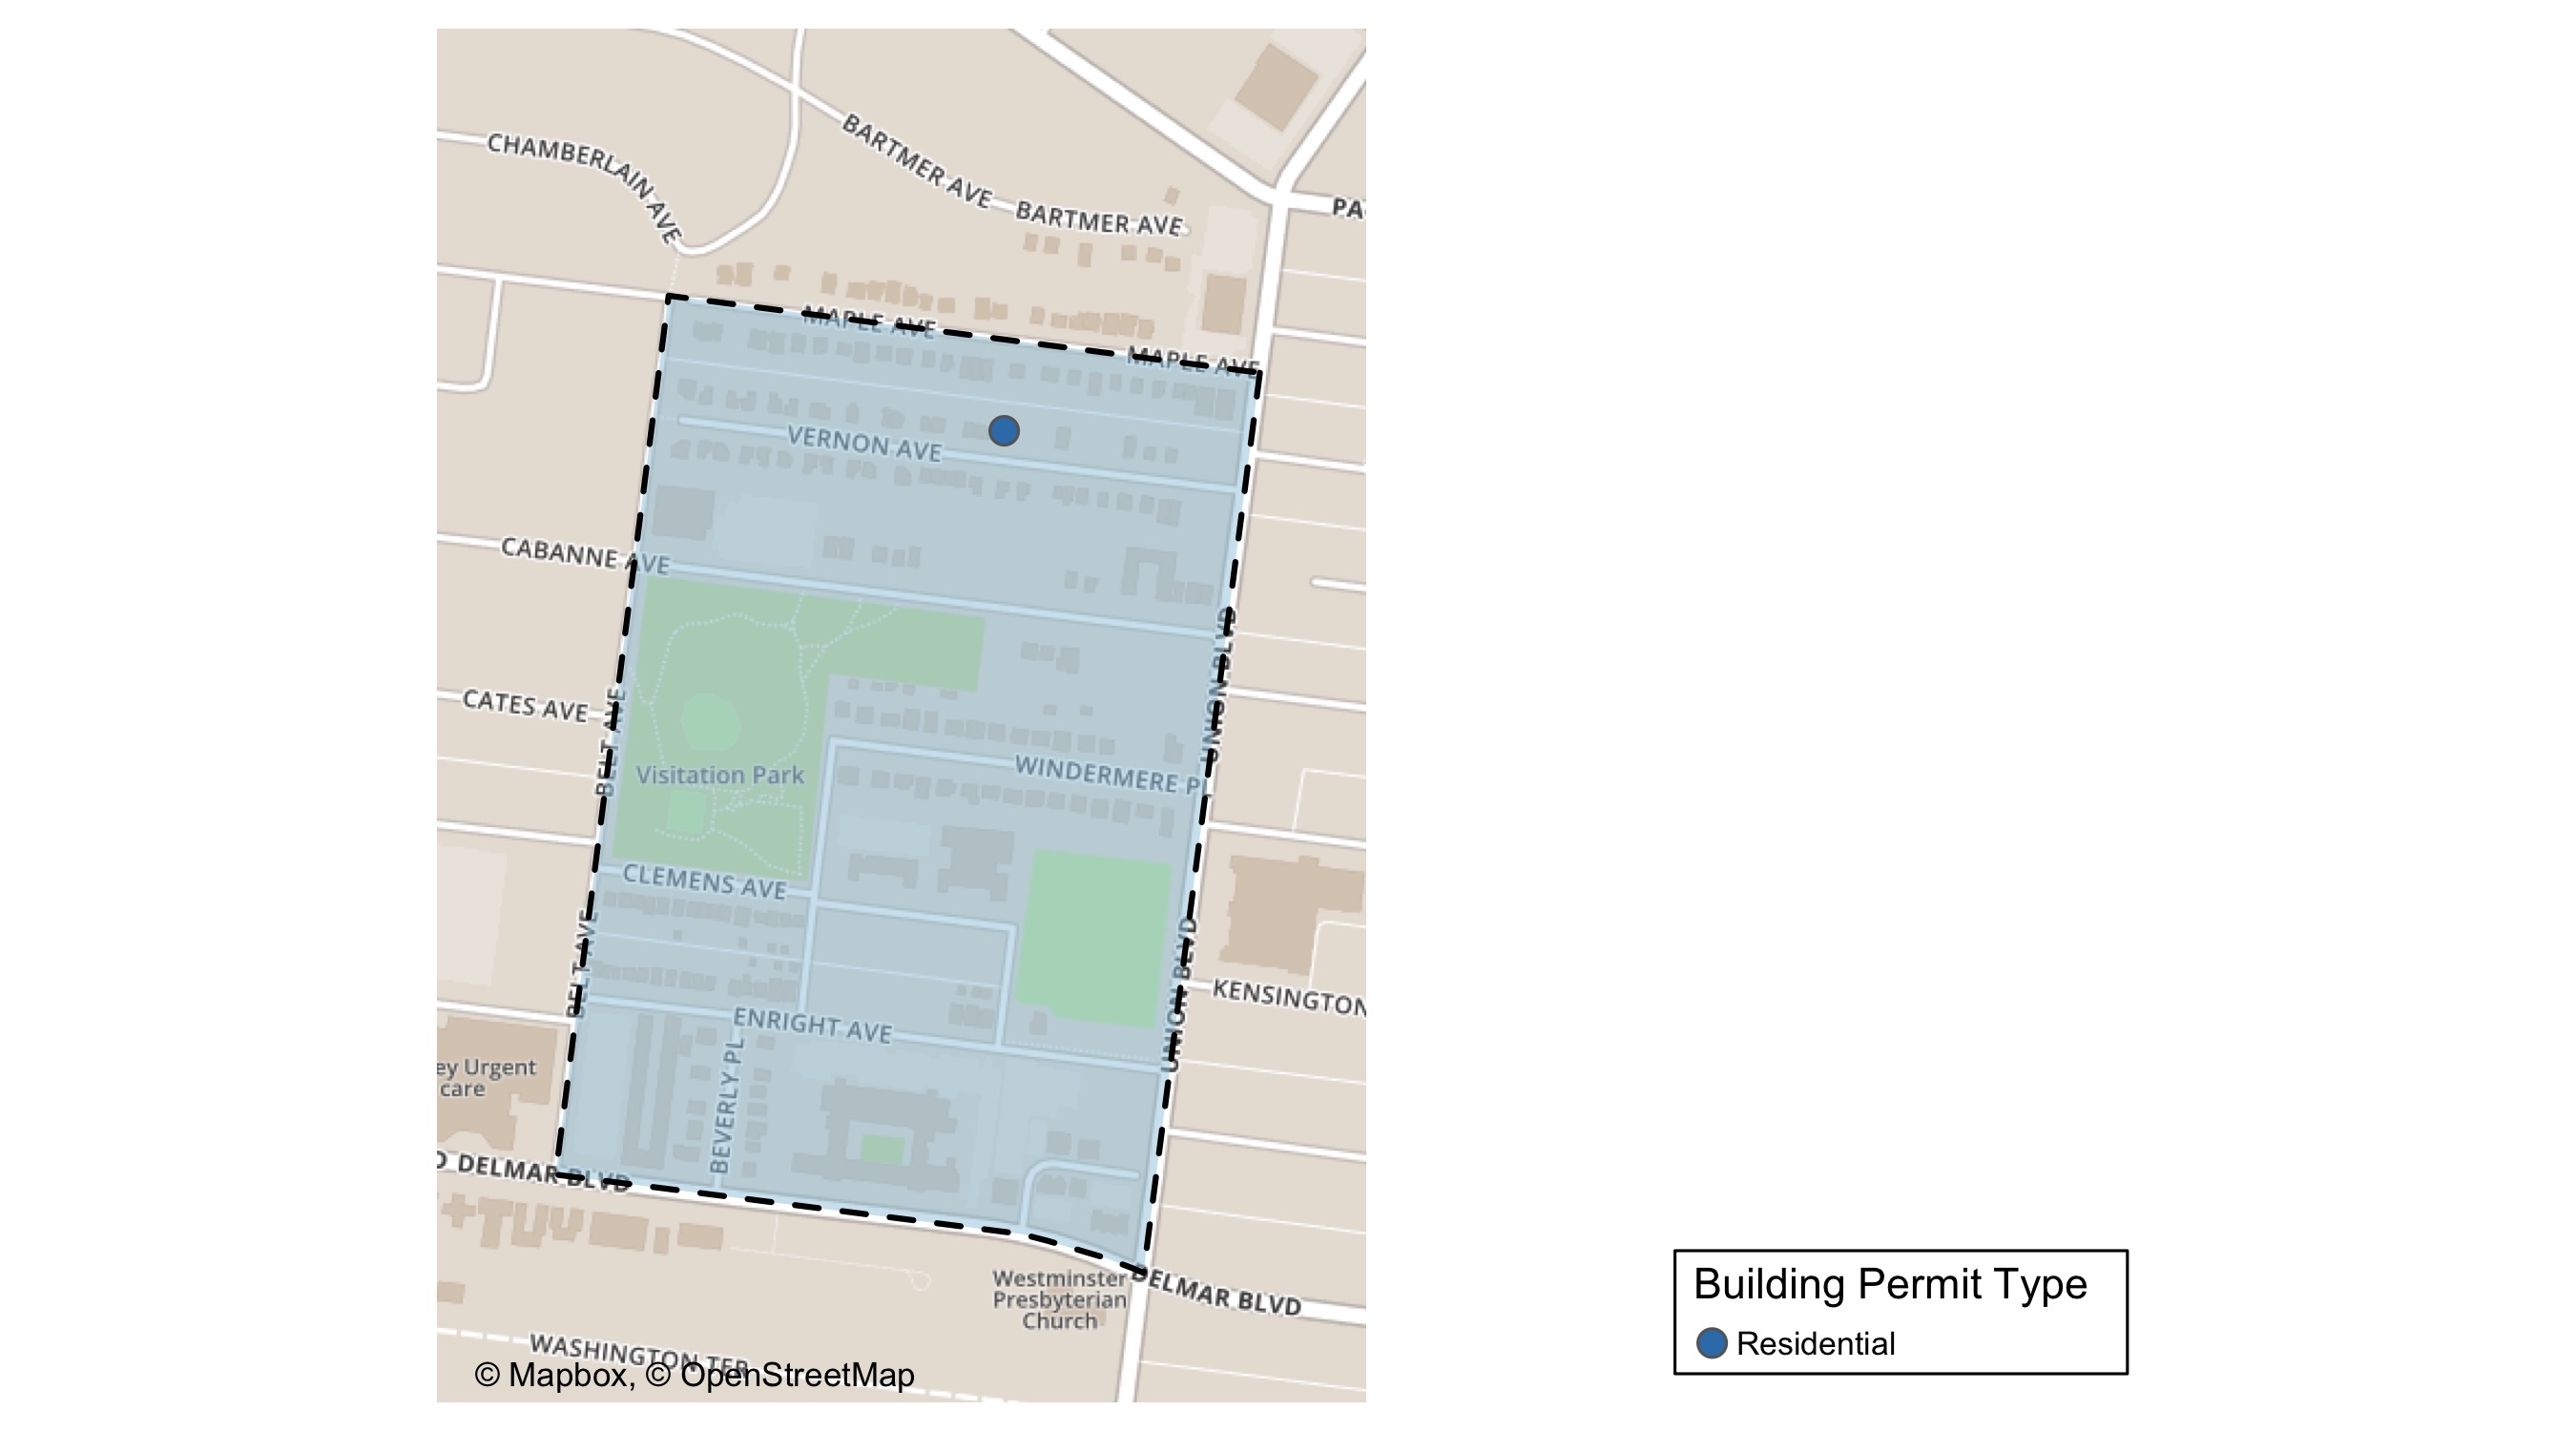 CHAMBERLAIN AVE
BARTMER AVE
BARTMER AVE
PA
MAPLE AVE
MAPLE AVE
VERNON AVE
CABANNE AVE
UNION BLVD
CATES AVE
BELT AVE
Visitation Park
WINDERMERE P
CLEMENS AVE
BELT AVE
UNION BLVD
KENSINGTON
ENRIGHT AVE
BEVERLY PL
ey Urgent
care
DELMAR BLVD
Westminster
Presbyterian
Church
DELMAR BLVD
WASHINGTON TER
© Mapbox, © OpenStreetMap
Building Permit Type
Residential